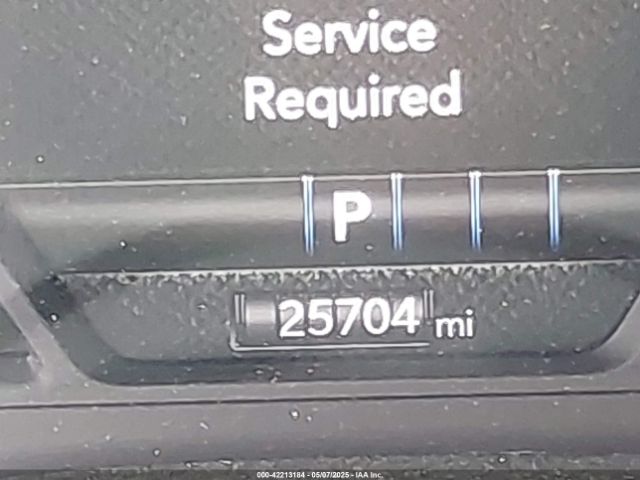 Service
Required
P
25704 mi
000-42213184 - 05/07/2025 - IAA Inc.